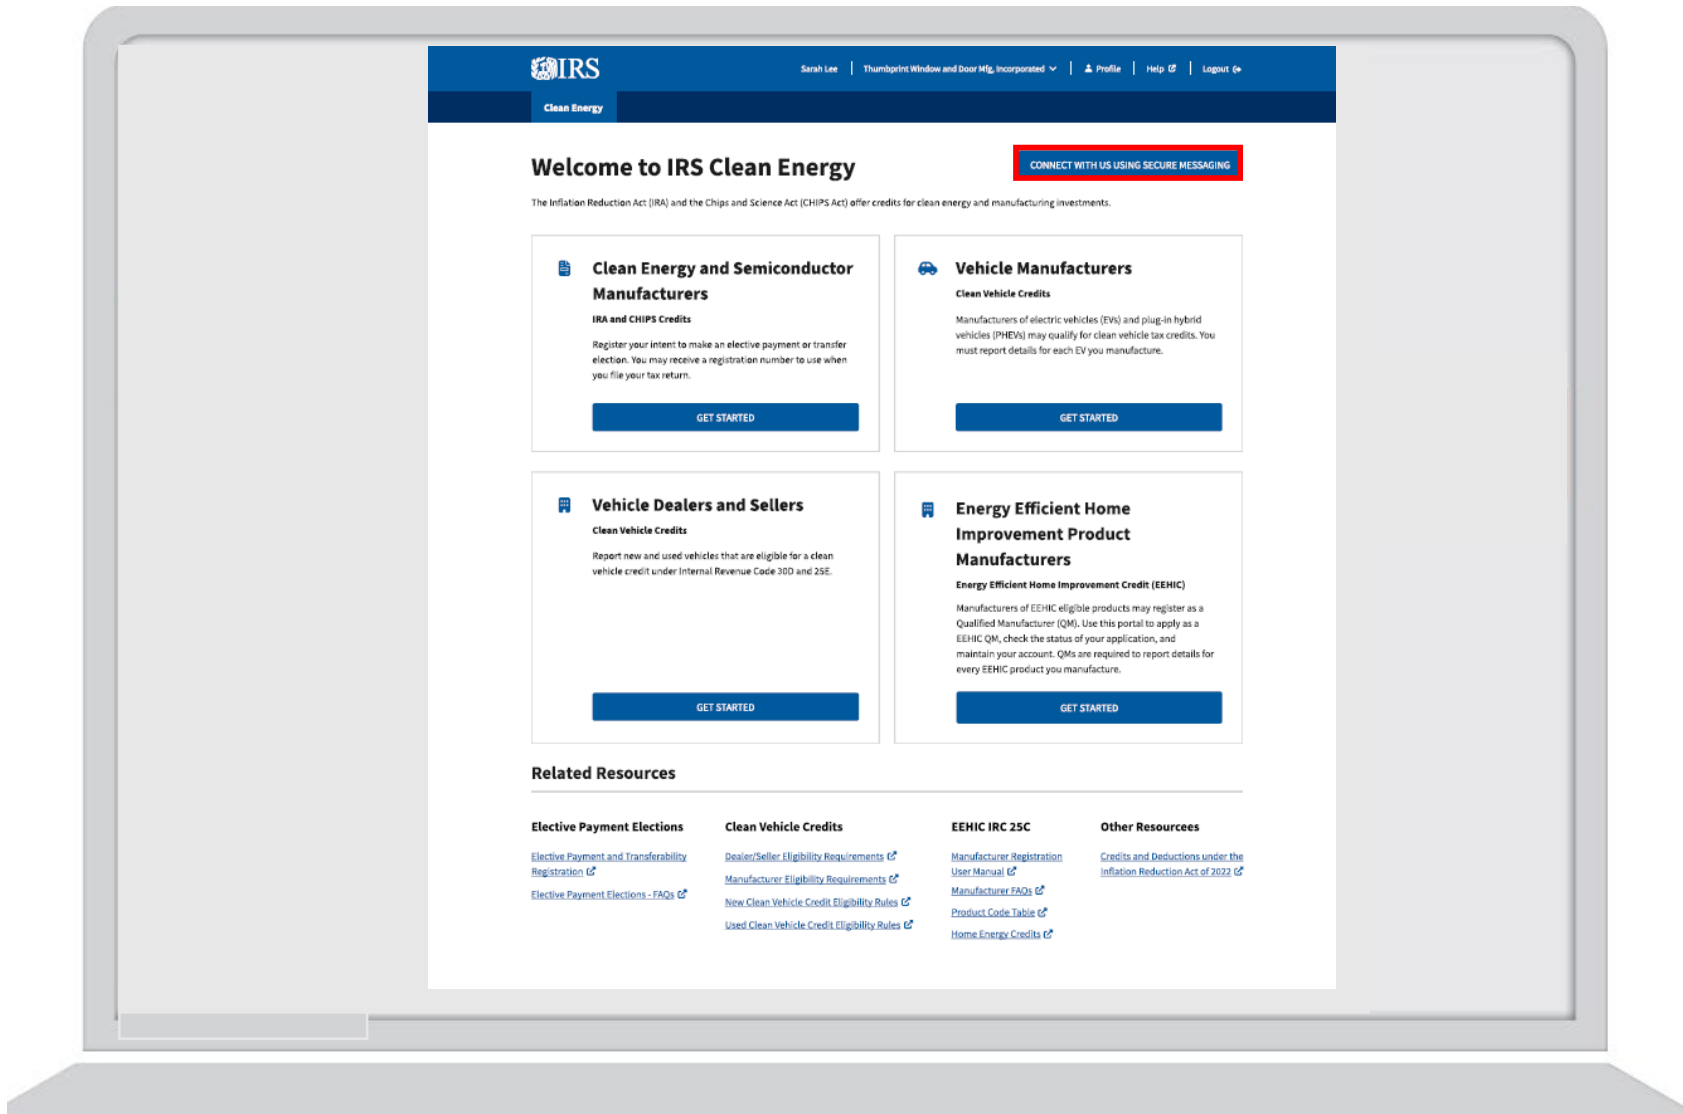 IRS
Sarah Lee
Thumbprint Window and Door Mfg, Incorporated
Profile
Help
Logout
Clean Energy
Welcome to IRS Clean Energy
CONNECT WITH US USING SECURE MESSAGING
The Inflation Reduction Act (IRA) and the Chips and Science Act (CHIPS Act) offer credits for clean energy and manufacturing investments.
Clean Energy and Semiconductor
Manufacturers
IRA and CHIPS Credits
Register your intent to make an elective payment or transfer
election. You may receive a registration number to use when
you file your tax return.
GET STARTED
Vehicle Manufacturers
Clean Vehicle Credits
Manufacturers of electric vehicles (EVs) and plug-in hybrid
vehicles (PHEVs) may qualify for clean vehicle tax credits. You
must report details for each EV you manufacture.
GET STARTED
Vehicle Dealers and Sellers
Clean Vehicle Credits
Report new and used vehicles that are eligible for a clean
vehicle credit under Internal Revenue Code 30D and 25E.
GET STARTED
Energy Efficient Home
Improvement Product
Manufacturers
Energy Efficient Home Improvement Credit (EEHIC)
Manufacturers of EEHIC eligible products may register as a
Qualified Manufacturer (QM). Use this portal to apply as a
EEHIC QM, check the status of your application, and
maintain your account. QMs are required to report details for
every EEHIC product you manufacture.
GET STARTED
Related Resources
Elective Payment Elections
Elective Payment and Transferability
Registration
Elective Payment Elections - FAQs
Clean Vehicle Credits
Dealer/Seller Eligibility Requirements
Manufacturer Eligibility Requirements
New Clean Vehicle Credit Eligibility Rules
Used Clean Vehicle Credit Eligibility Rules
EEHIC IRC 25C
Manufacturer Registration
User Manual
Manufacturer FAQs
Product Code Table
Home Energy Credits
Other Resourcees
Credits and Deductions under the
Inflation Reduction Act of 2022